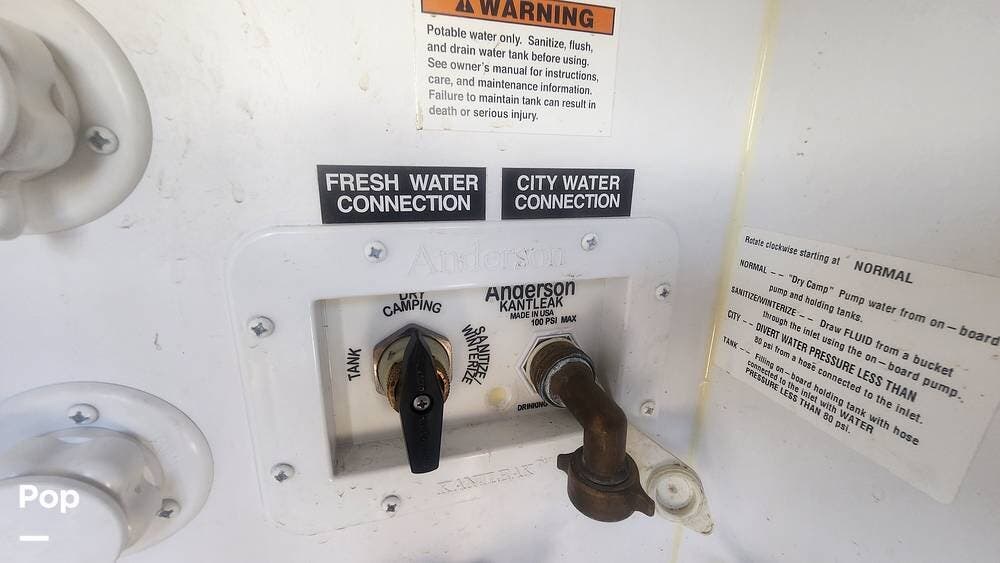 WARNING
Potable water only. Sanitize, flush,
and drain water tank before using.
See owner's manual for instructions,
care, and maintenance information.
Failure to maintain tank can result in
death or serious injury.
FRESH WATER
CONNECTION
CITY WATER
CONNECTION
Anderson
DRY
CAMPING
TANK
SANITIZE/
WINTERIZE
Anderson
KANTLEAK
MADE IN USA
100 PSI MAX
DRINKING
KANTLEAK
Rotate clockwise starting at NORMAL
NORMAL -- "Dry Camp" Pump water from on-board
pump and holding tanks.
SANITIZE/WINTERIZE -- Draw FLUID from a bucket
through the inlet using the on-board pump.
CITY -- DIVERT WATER PRESSURE LESS THAN
80 psi from a hose connected to the inlet.
TANK -- Filling on-board holding tank with hose
connected to the inlet with WATER
PRESSURE LESS THAN 80 psi.
Pop